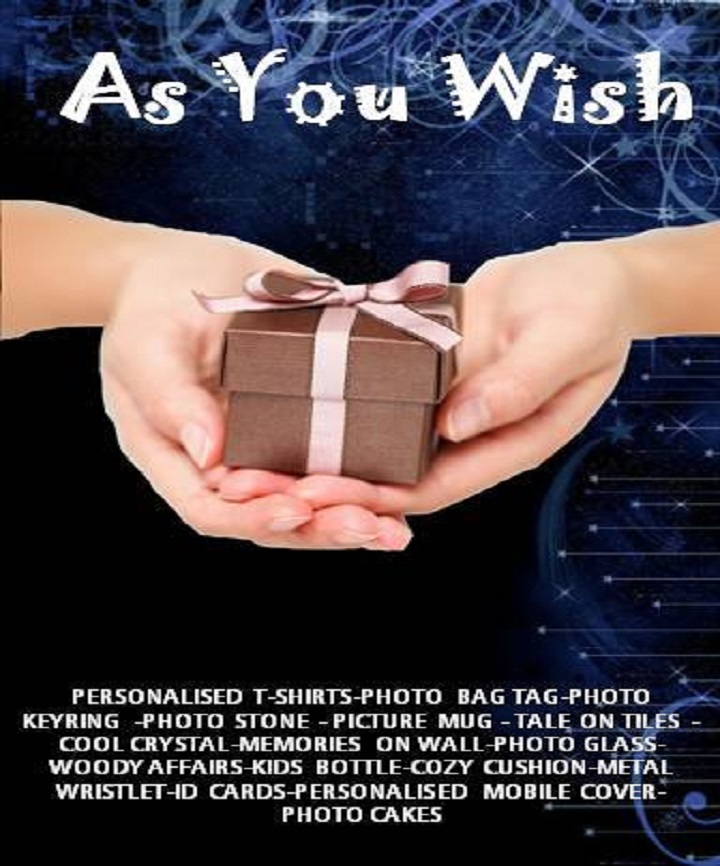 As You Wish
PERSONALISED T-SHIRTS-PHOTO BAG TAG-PHOTO
KEYRING -PHOTO STONE - PICTURE MUG - TALE ON TILES -
COOL CRYSTAL-MEMORIES ON WALL-PHOTO GLASS-
WOODY AFFAIRS-KIDS BOTTLE-COZY CUSHION-METAL
WRISTLET-ID CARDS-PERSONALISED MOBILE COVER-
PHOTO CAKES